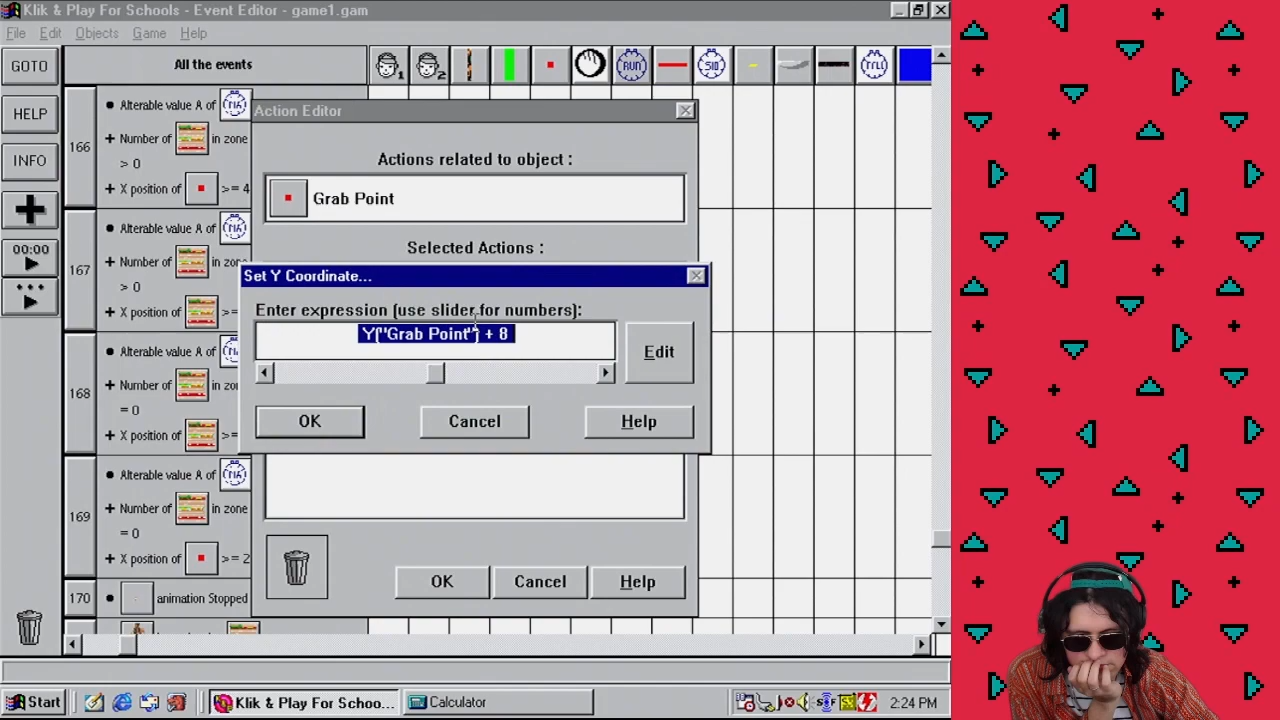 Klik & Play For Schools - Event Editor - game1.gam
File Edit Objects Game Help
GOTO
All the events
1
2
RUN
HELP
INFO
00:00
166
• Alterable value A of
+ Number of in zone
> 0
+ X position of >= 4
167
• Alterable value A of
+ Number of in zone
> 0
+ X position of >=
168
• Alterable value A of
+ Number of in zone
= 0
+ X position of >=
169
• Alterable value A of
+ Number of in zone
= 0
+ X position of >= 2
170
• animation Stopped
Action Editor
Actions related to object :
Grab Point
Selected Actions :
Set Y Coordinate...
Enter expression (use slider for numbers):
Y("Grab Point") + 8
Edit
OK Cancel Help
OK Cancel Help
Start
Klik & Play For Schoo...
Calculator
2:24 PM